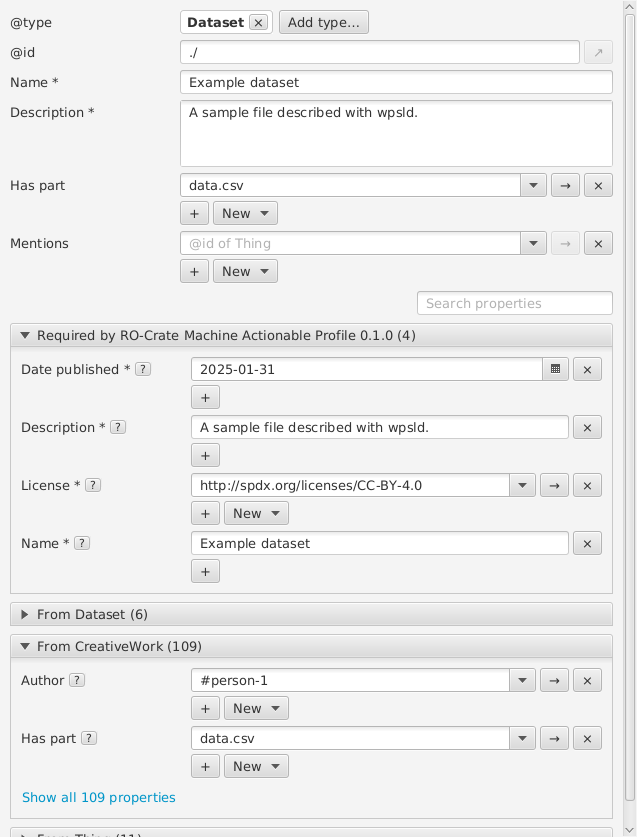 @type Dataset × Add type...
@id ./ ↗
Name * Example dataset
Description * A sample file described with wpsld.
Has part data.csv → ×
+ New
Mentions @id of Thing → ×
+ New
Search properties
Required by RO-Crate Machine Actionable Profile 0.1.0 (4)
Date published * ? 2025-01-31 ×
+
Description * ? A sample file described with wpsld. ×
+
License * ? http://spdx.org/licenses/CC-BY-4.0 → ×
+ New
Name * ? Example dataset ×
+
From Dataset (6)
From CreativeWork (109)
Author ? #person-1 → ×
+ New
Has part ? data.csv → ×
+ New
Show all 109 properties
From Thing (11)